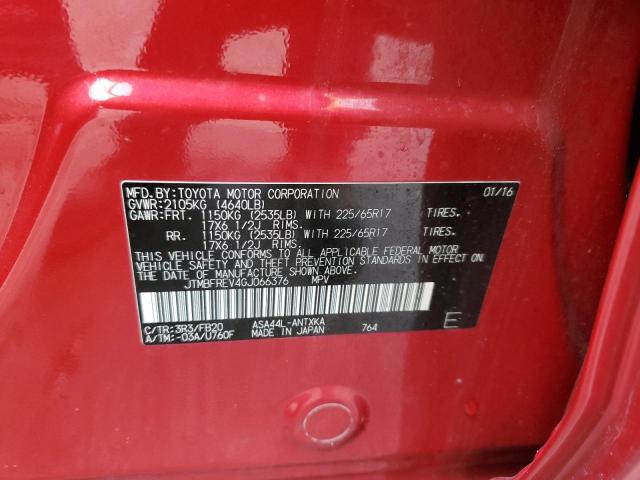 MFD.BY:TOYOTA MOTOR CORPORATION 01/16
GVWR:2105KG (4640LB)
GAWR:FRT. 1150KG (2535LB) WITH 225/65R17 TIRES.
17X6 1/2J RIMS.
RR. 1150KG (2535LB) WITH 225/65R17 TIRES.
17X6 1/2J RIMS.
THIS VEHICLE CONFORMS TO ALL APPLICABLE FEDERAL MOTOR
VEHICLE SAFETY AND THEFT PREVENTION STANDARDS IN EFFECT ON
THE DATE OF MANUFACTURE SHOWN ABOVE.
JTMBFREV4GJ066376 MPV
C/TR:3R3/FB20 ASA44L-ANTXKA 764 E
A/TM:-03A/U760F MADE IN JAPAN